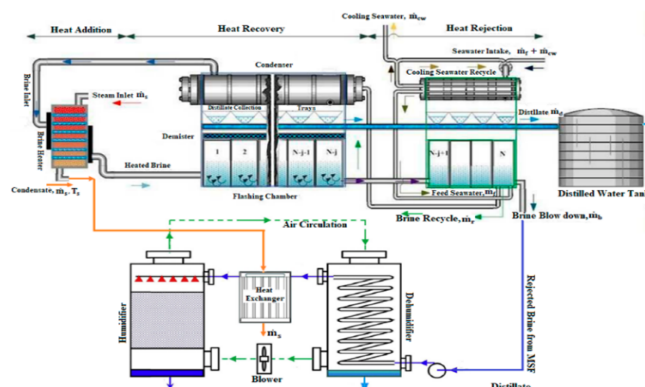 Cooling Seawater, ṁcw
Heat Addition
Heat Recovery
Heat Rejection
Seawater Intake, ṁf + ṁcw
Condenser
Cooling Seawater Recycle
Brine Inlet
Steam Inlet ṁs
Distillate Collection
Trays
Distllate ṁd
Demister
Brine Heater
1
2
N-j-1
N-j
N-j+1
N
Heated Brine
Condensate, ṁs, Ts
Flashing Chamber
Feed Seawater, ṁf
Distilled Water Tank
Brine Recycle, ṁr
Brine Blow down, ṁb
Air Circulation
Humidifier
Heat
Exchanger
Dehumidifier
Rejected Brine from MSF
ṁs
Blower
Distillate